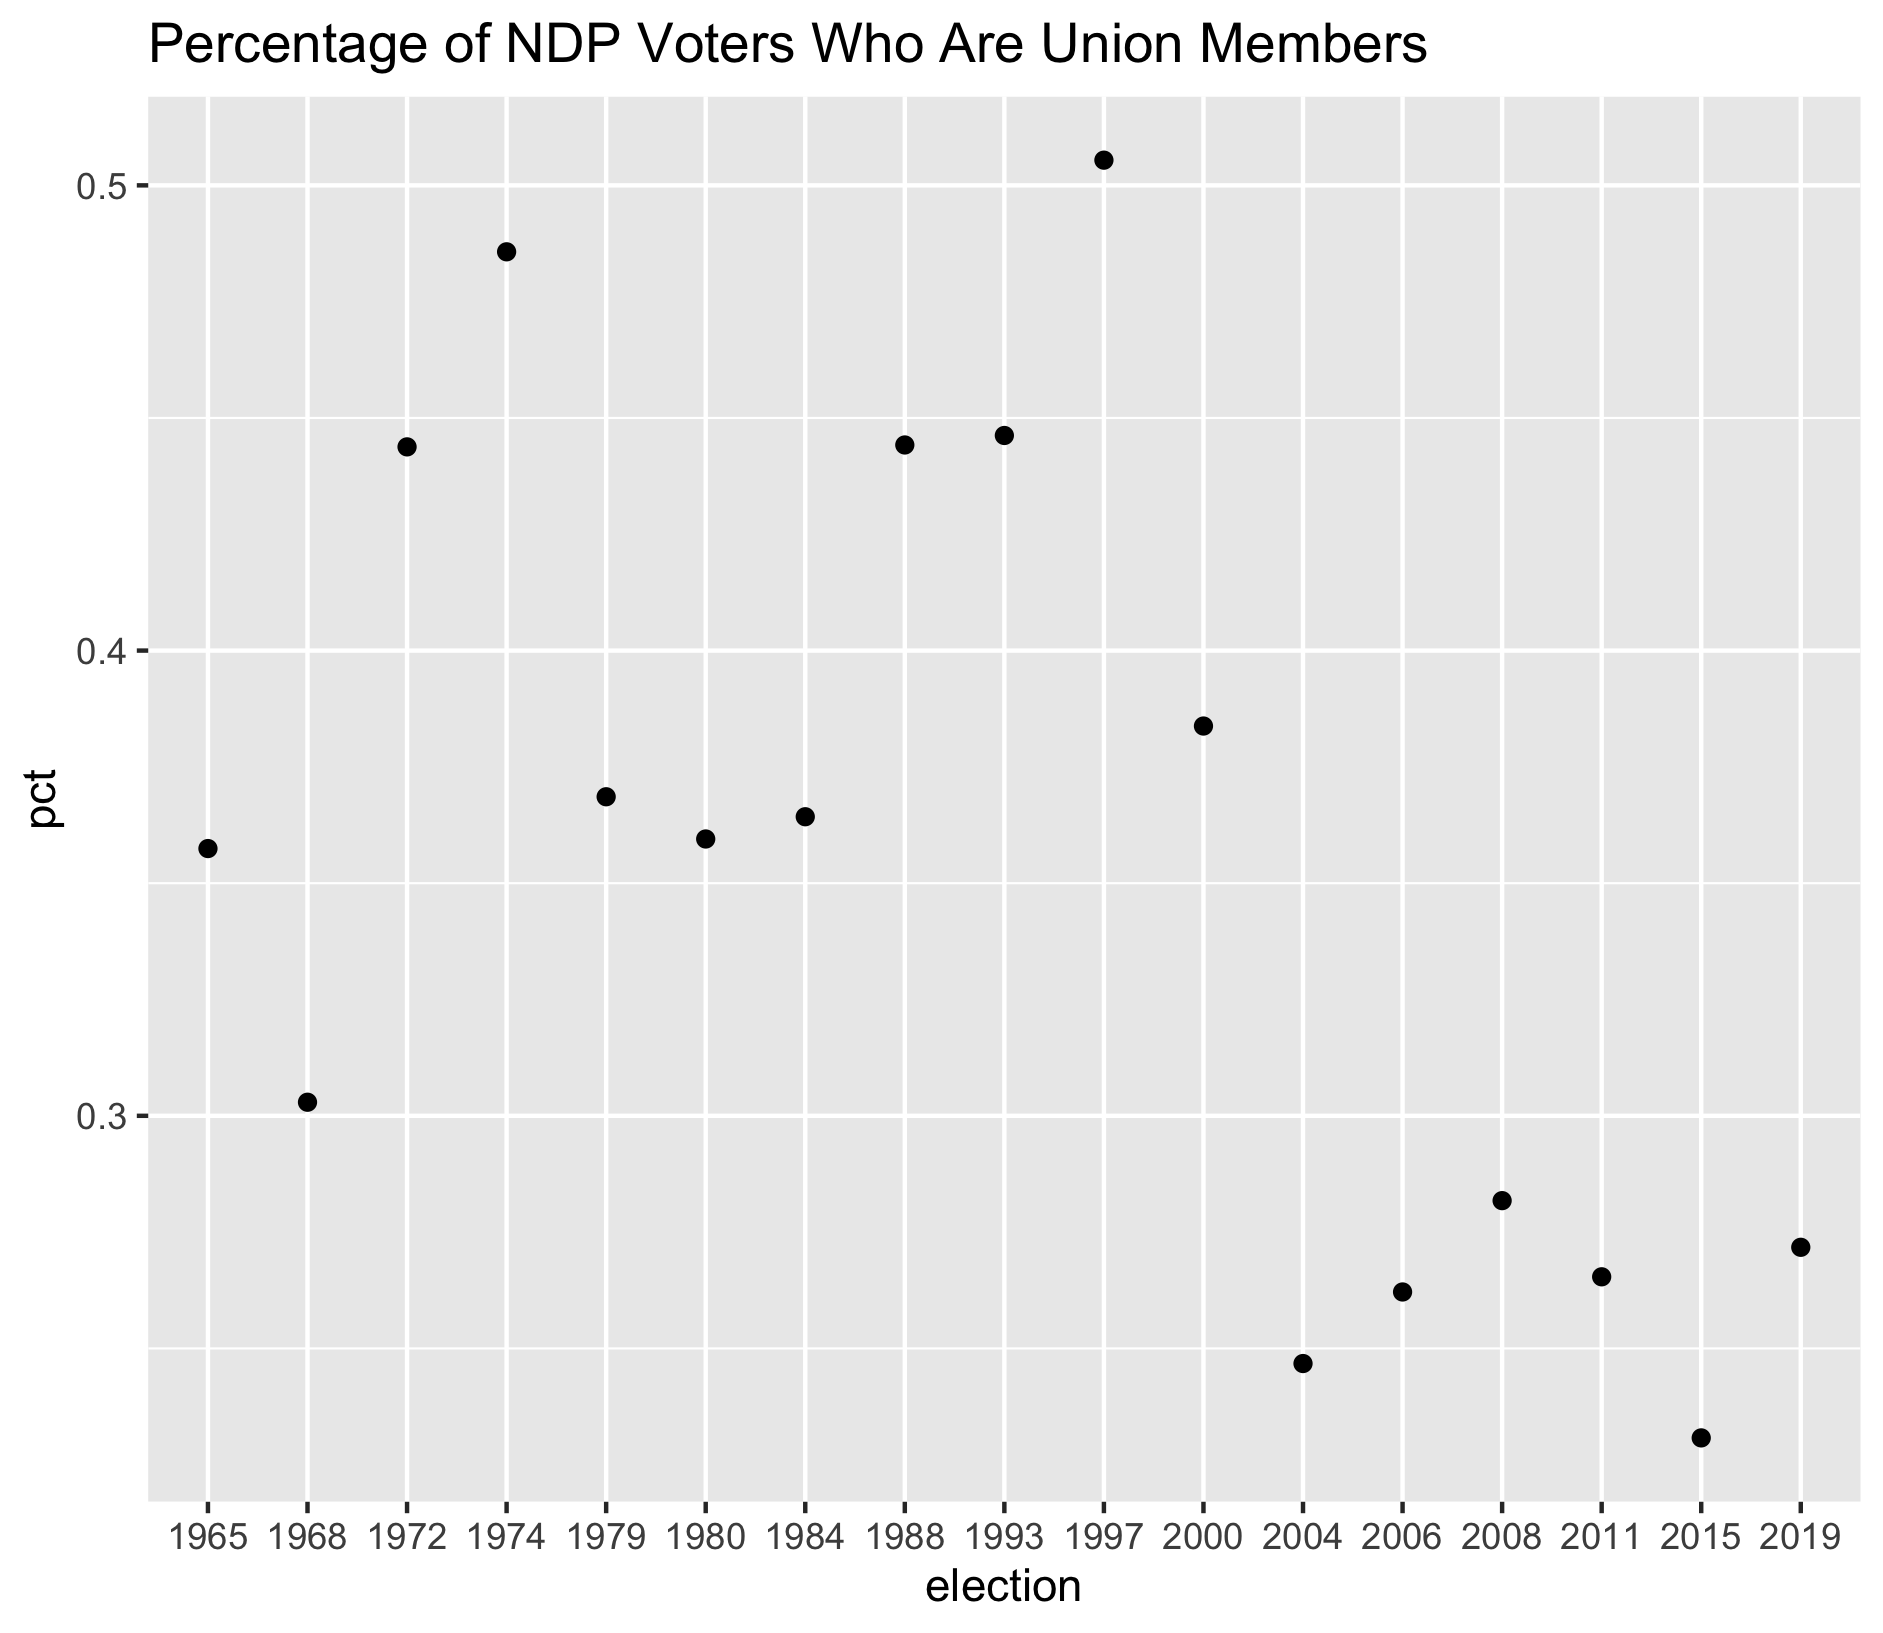 Percentage of NDP Voters Who Are Union Members
0.5
0.4
0.3
pct
1965 1968 1972 1974 1979 1980 1984 1988 1993 1997 2000 2004 2006 2008 2011 2015 2019
election